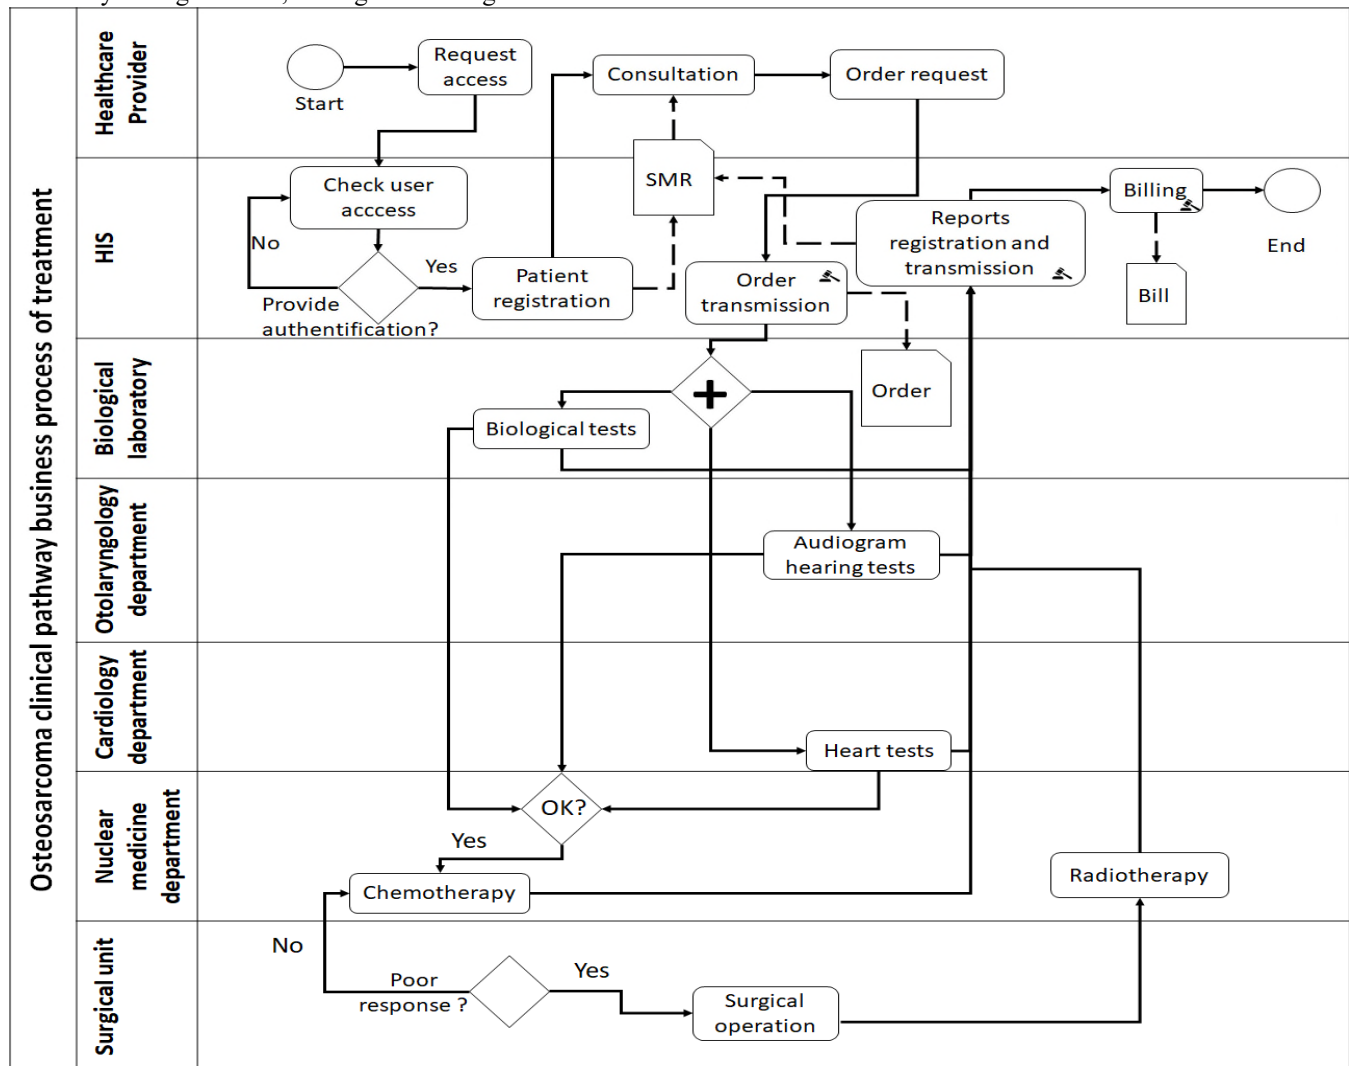 Osteosarcoma clinical pathway business process of treatment
Healthcare
Provider
Start
Request
access
Consultation
Order request
HIS
Check user
acccess
No
Yes
Provide
authentification?
Patient
registration
SMR
Order
transmission
Reports
registration and
transmission
Billing
End
Bill
Biological
laboratory
Order
Biological tests
Otolaryngology
department
Audiogram
hearing tests
Cardiology
department
Heart tests
Nuclear
medicine
department
OK?
Yes
Chemotherapy
Radiotherapy
Surgical unit
No
Poor
response ?
Yes
Surgical
operation